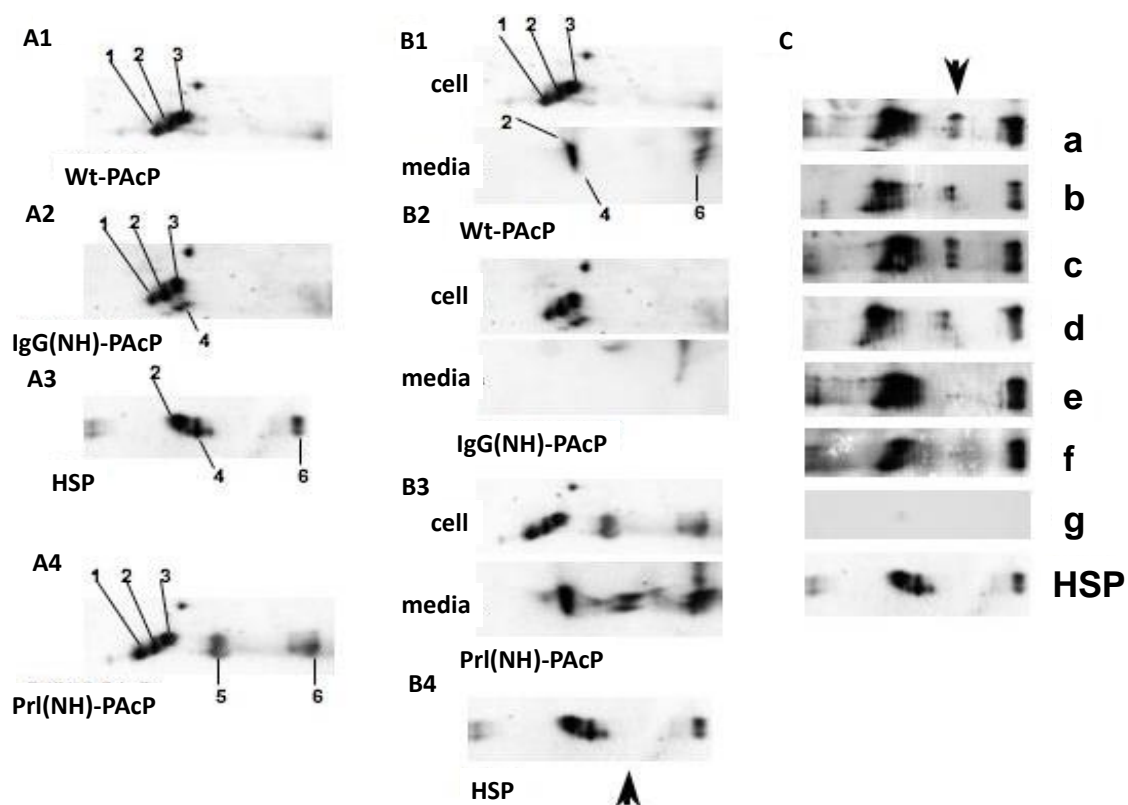 A1
1 2 3
Wt-PAcP
A2
1 2 3
4
IgG(NH)-PAcP
A3
2
4 6
HSP
A4
1 2 3
5 6
Prl(NH)-PAcP
B1
1 2 3
cell
2
media
4 6
Wt-PAcP
B2
cell
media
IgG(NH)-PAcP
B3
cell
media
Prl(NH)-PAcP
B4
HSP
C
a
b
c
d
e
f
g
HSP